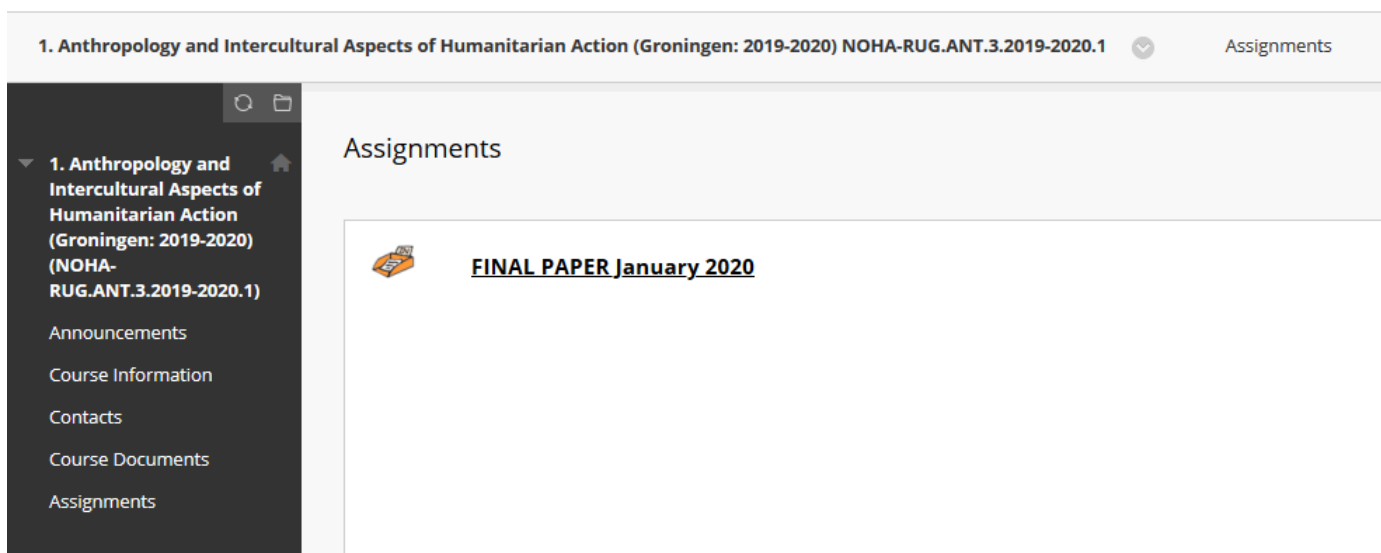 1. Anthropology and Intercultural Aspects of Humanitarian Action (Groningen: 2019-2020) NOHA-RUG.ANT.3.2019-2020.1
Assignments
1. Anthropology and
Intercultural Aspects of
Humanitarian Action
(Groningen: 2019-2020)
(NOHA-
RUG.ANT.3.2019-2020.1)
Announcements
Course Information
Contacts
Course Documents
Assignments
Assignments
FINAL PAPER January 2020